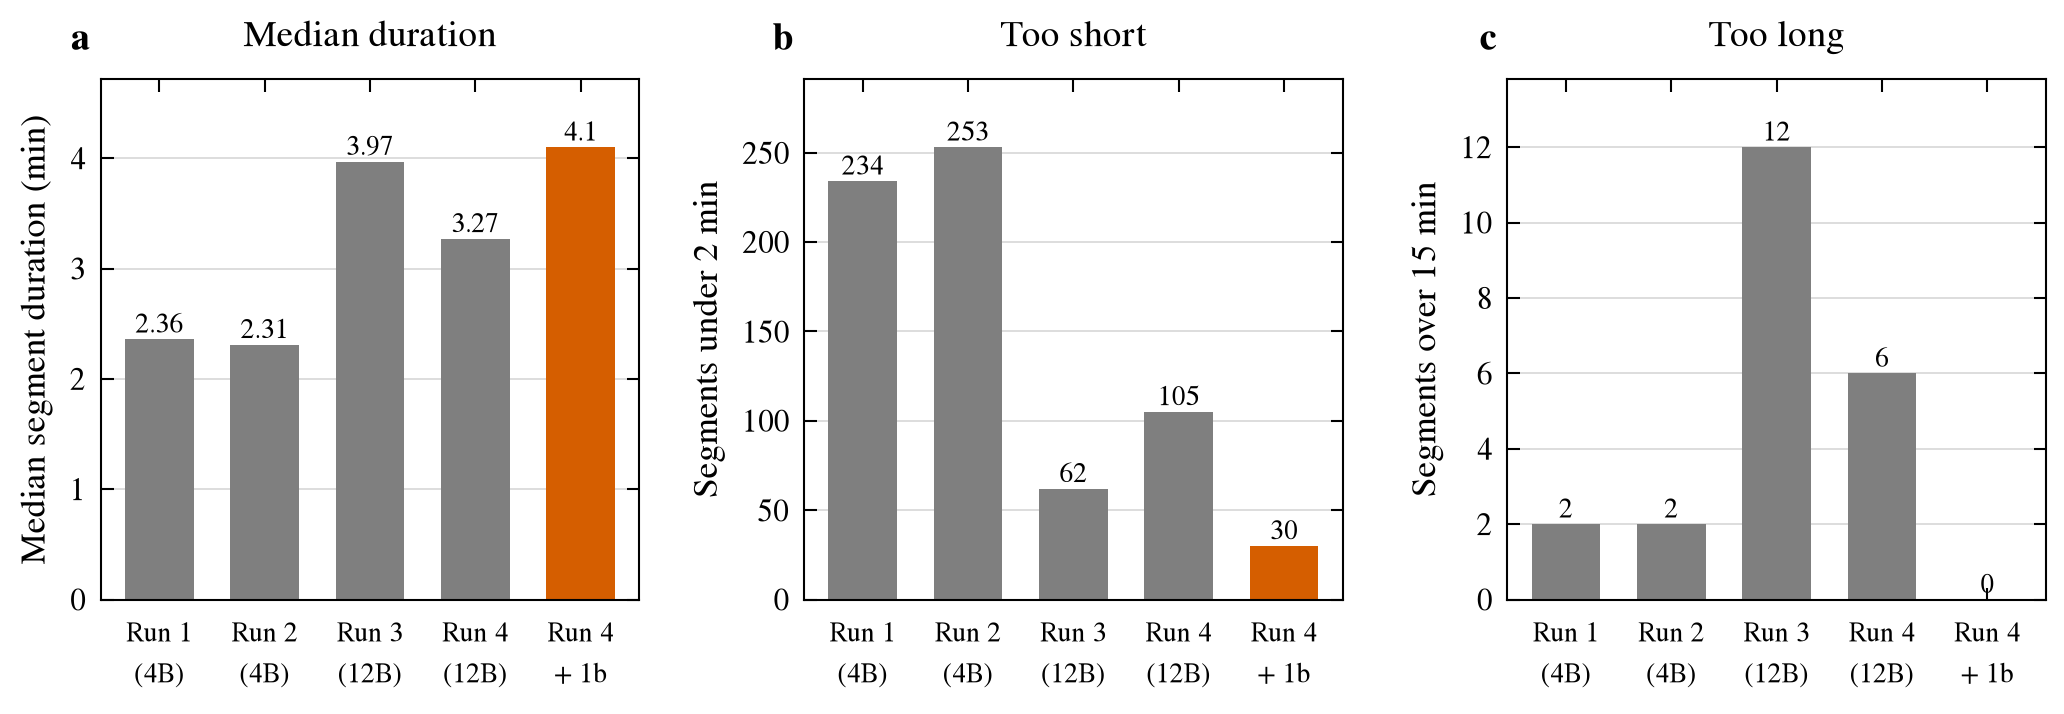 a Median duration
Median segment duration (min)
4
3
2
1
0
2.36
2.31
3.97
3.27
4.1
Run 1 Run 2 Run 3 Run 4 Run 4
(4B) (4B) (12B) (12B) + 1b
b Too short
Segments under 2 min
250
200
150
100
50
0
234
253
62
105
30
Run 1 Run 2 Run 3 Run 4 Run 4
(4B) (4B) (12B) (12B) + 1b
c Too long
Segments over 15 min
12
10
8
6
4
2
0
2
2
12
6
0
Run 1 Run 2 Run 3 Run 4 Run 4
(4B) (4B) (12B) (12B) + 1b